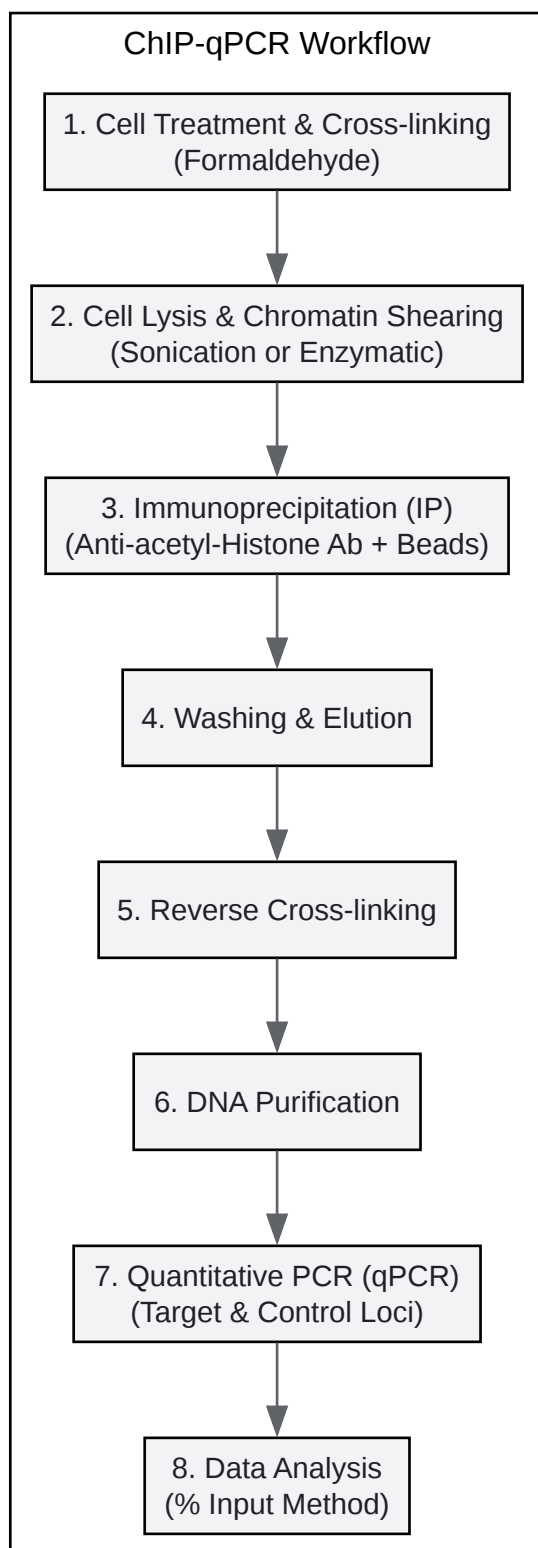 ChIP-qPCR Workflow
1. Cell Treatment & Cross-linking
(Formaldehyde)
2. Cell Lysis & Chromatin Shearing
(Sonication or Enzymatic)
3. Immunoprecipitation (IP)
(Anti-acetyl-Histone Ab + Beads)
4. Washing & Elution
5. Reverse Cross-linking
6. DNA Purification
7. Quantitative PCR (qPCR)
(Target & Control Loci)
8. Data Analysis
(% Input Method)